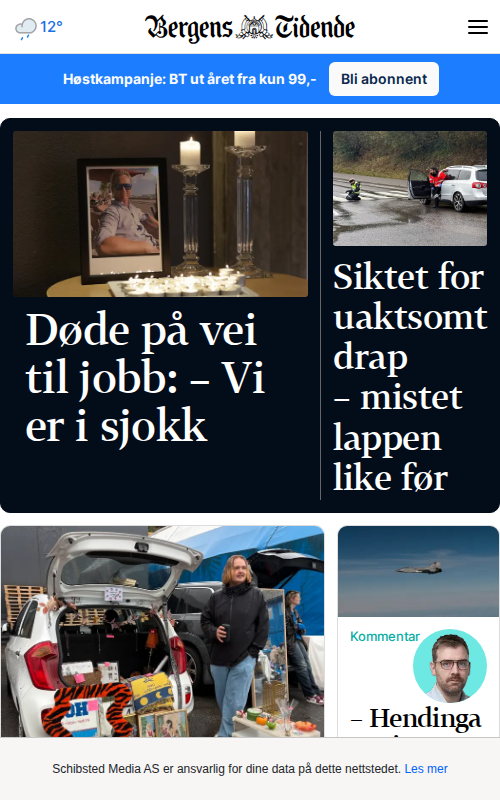 12°
Bergens Tidende
Høstkampanje: BT ut året fra kun 99,-
Bli abonnent
Døde på vei
til jobb: – Vi
er i sjokk
Siktet for
uaktsomt
drap
– mistet
lappen
like før
Kommentar
– Hendinga
Schibsted Media AS er ansvarlig for dine data på dette nettstedet. Les mer